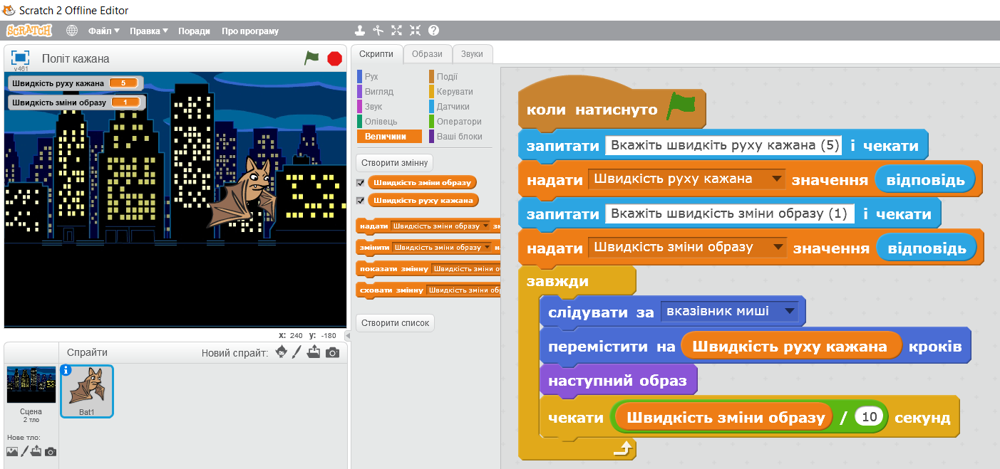 Scratch 2 Offline Editor
SCRATCH Файл Правка Поради Про програму
v461 Політ кажана
Швидкість руху кажана 5
Швидкість зміни образу 1
x: 240 y: -180
Спрайти Новий спрайт:
Сцена
2 тло
Нове тло:
Bat1
Скрипти Образи Звуки
Рух Події
Вигляд Керувати
Звук Датчики
Олівець Оператори
Величини Ваші блоки
Створити змінну
Швидкість зміни образу
Швидкість руху кажана
надати Швидкість зміни образу зн
змінити Швидкість зміни образу н
показати змінну Швидкість зміни о
сховати змінну Швидкість зміни об
Створити список
коли натиснуто
запитати Вкажіть швидкіть руху кажана (5) і чекати
надати Швидкість руху кажана значення відповідь
запитати Вкажіть швидкість зміни образу (1) і чекати
надати Швидкість зміни образу значення відповідь
завжди
слідувати за вказівник миші
перемістити на Швидкість руху кажана кроків
наступний образ
чекати Швидкість зміни образу / 10 секунд